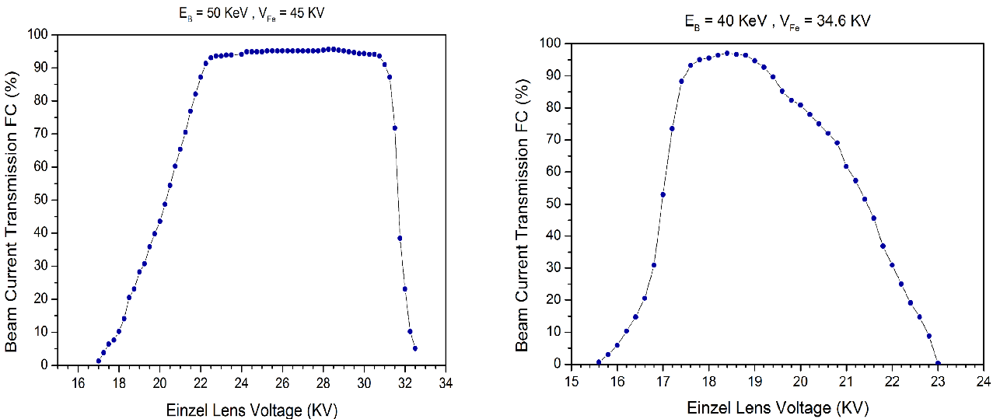 E_B = 50 KeV , V_Fe = 45 KV
Beam Current Transmission FC (%)
100
90
80
70
60
50
40
30
20
10
0
16 18 20 22 24 26 28 30 32 34
Einzel Lens Voltage (KV)
E_B = 40 KeV , V_Fe = 34.6 KV
Beam Current Transmission FC (%)
100
90
80
70
60
50
40
30
20
10
0
15 16 17 18 19 20 21 22 23 24
Einzel Lens Voltage (KV)